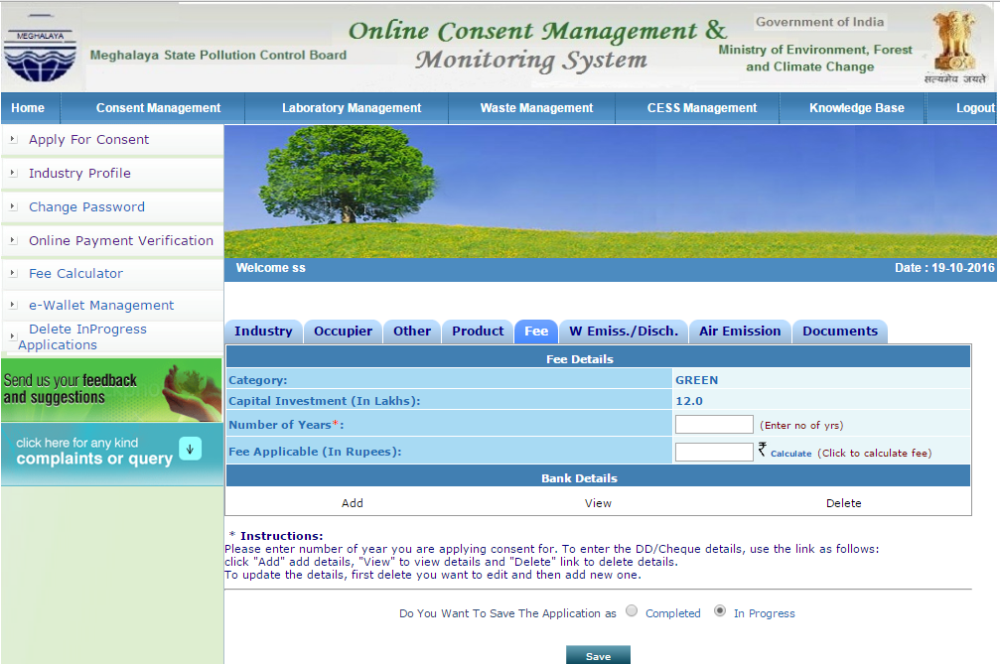 MEGHALAYA
Meghalaya State Pollution Control Board
Online Consent Management &
Monitoring System
Government of India
Ministry of Environment, Forest
and Climate Change
सत्यमेव जयते
Home Consent Management Laboratory Management Waste Management CESS Management Knowledge Base Logout
Apply For Consent
Industry Profile
Change Password
Online Payment Verification
Fee Calculator
e-Wallet Management
Delete InProgress
Applications
Send us your feedback
and suggestions
click here for any kind
complaints or query
Welcome ss Date : 19-10-2016
Industry Occupier Other Product Fee W Emiss./Disch. Air Emission Documents
Fee Details
Category: GREEN
Capital Investment (In Lakhs): 12.0
Number of Years*: (Enter no of yrs)
Fee Applicable (In Rupees): ₹ Calculate (Click to calculate fee)
Bank Details
Add View Delete
* Instructions:
Please enter number of year you are applying consent for. To enter the DD/Cheque details, use the link as follows:
click "Add" add details, "View" to view details and "Delete" link to delete details.
To update the details, first delete you want to edit and then add new one.
Do You Want To Save The Application as Completed In Progress
Save